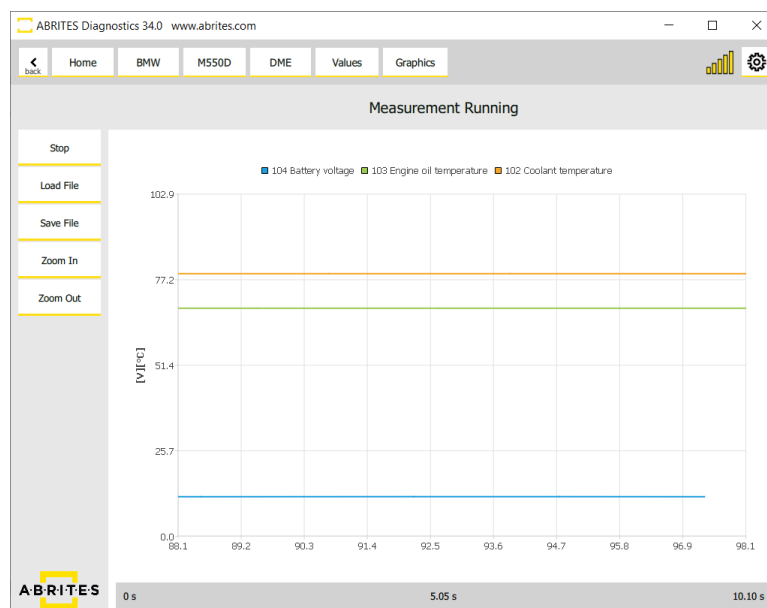 ABRITES Diagnostics 34.0 www.abrites.com
back Home BMW M550D DME Values Graphics
Measurement Running
Stop
Load File
Save File
Zoom In
Zoom Out
104 Battery voltage 103 Engine oil temperature 102 Coolant temperature
102.9
77.2
51.4
25.7
0.0
[V][°C]
88.1 89.2 90.3 91.4 92.5 93.6 94.7 95.8 96.9 98.1
A·B·R·I·T·E·S
0 s 5.05 s 10.10 s